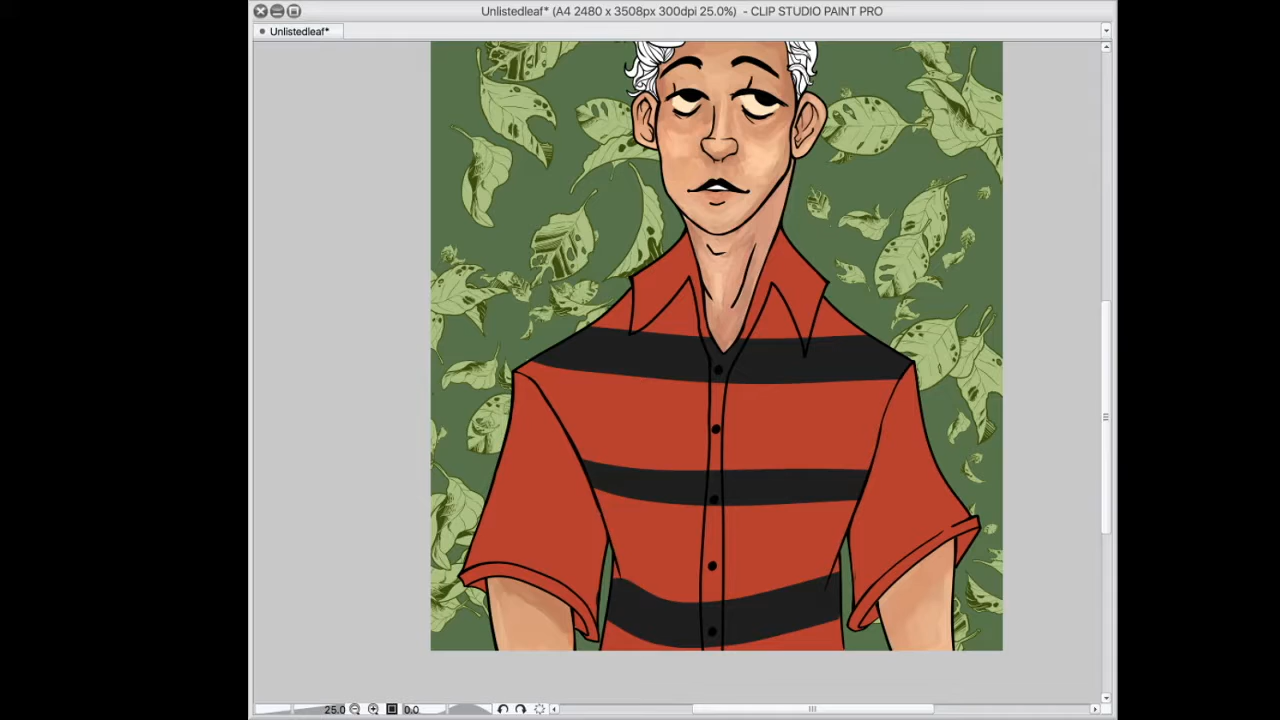 Unlistedleaf* (A4 2480 x 3508px 300dpi 25.0%) - CLIP STUDIO PAINT PRO
Unlistedleaf*
25.0
0.0